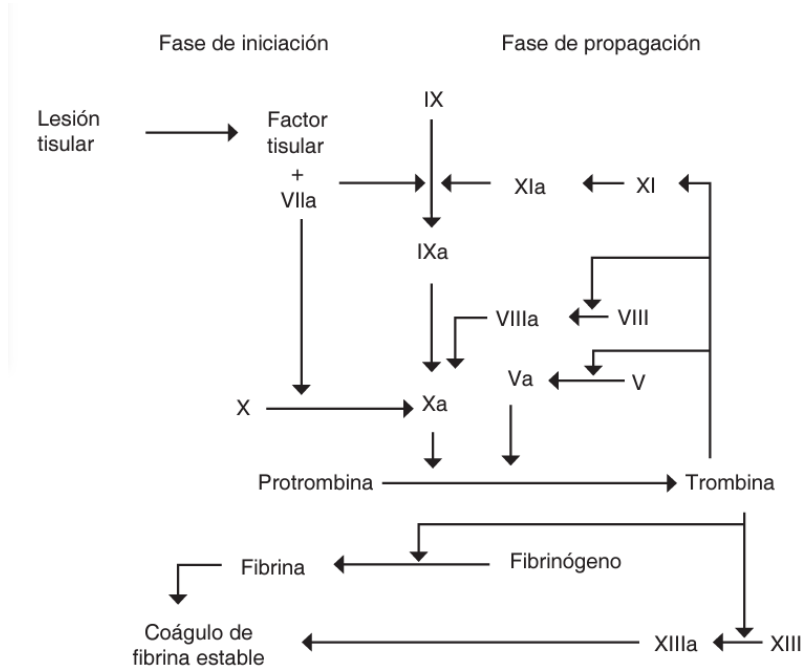 Fase de iniciación
Fase de propagación
Lesión
tisular
Factor
tisular
+
VIIa
IX
XIa
XI
IXa
VIIIa
VIII
Va
V
X
Xa
Protrombina
Trombina
Fibrina
Fibrinógeno
Coágulo de
fibrina estable
XIIIa
XIII